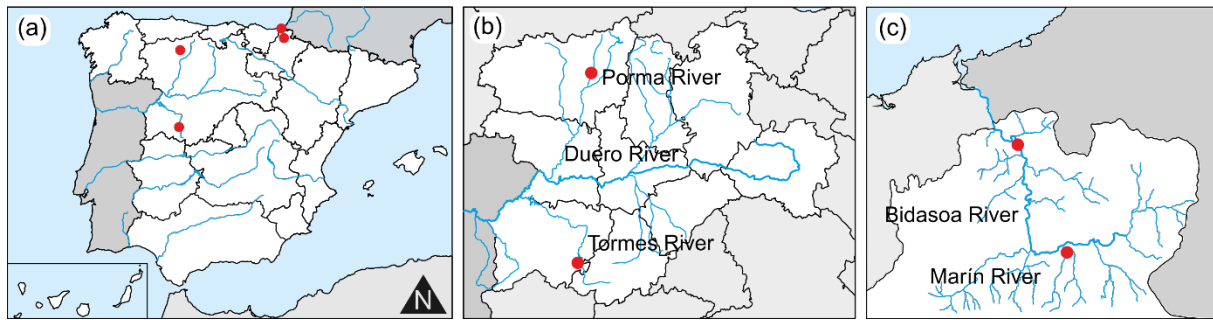 (a)
N
(b)
Porma River
Duero River
Tormes River
(c)
Bidasoa River
Marín River